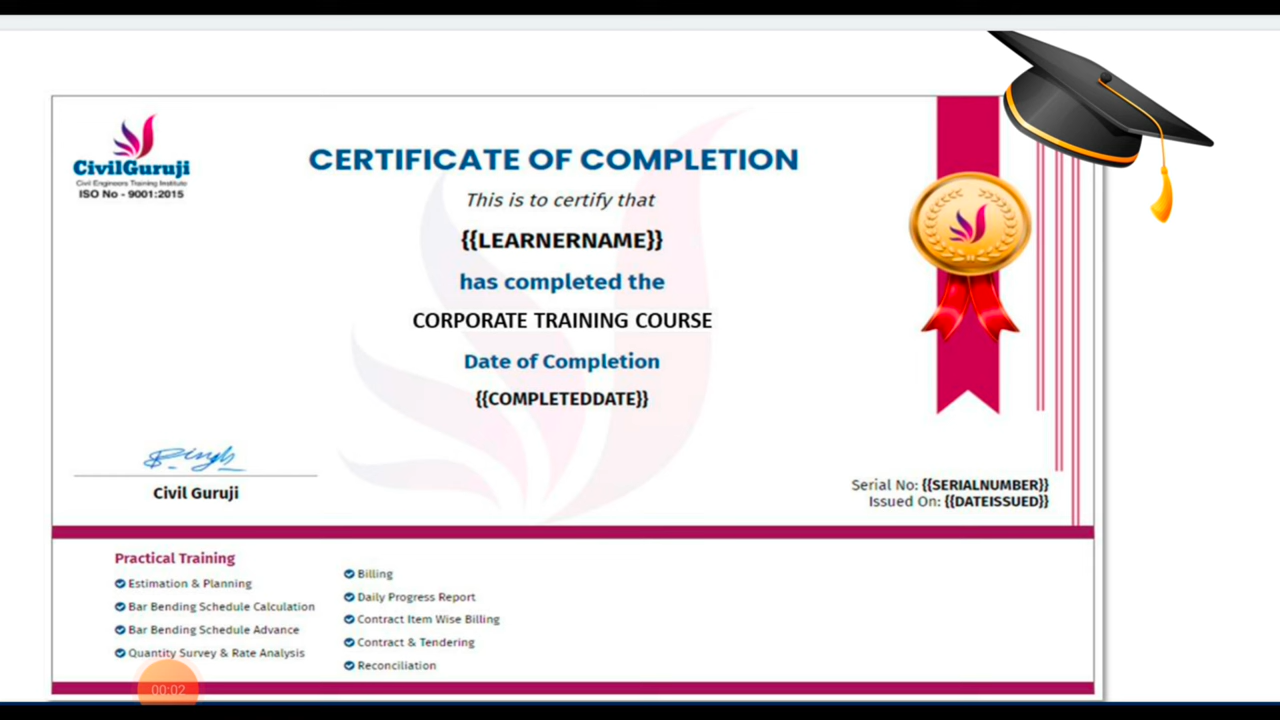 CivilGuruji
Civil Engineers Training Institute
ISO No - 9001:2015
CERTIFICATE OF COMPLETION
This is to certify that
{{LEARNERNAME}}
has completed the
CORPORATE TRAINING COURSE
Date of Completion
{{COMPLETEDDATE}}
Singh
Civil Guruji
Serial No: {{SERIALNUMBER}}
Issued On: {{DATEISSUED}}
Practical Training
Estimation & Planning
Bar Bending Schedule Calculation
Bar Bending Schedule Advance
Quantity Survey & Rate Analysis
Billing
Daily Progress Report
Contract Item Wise Billing
Contract & Tendering
Reconciliation
00:02